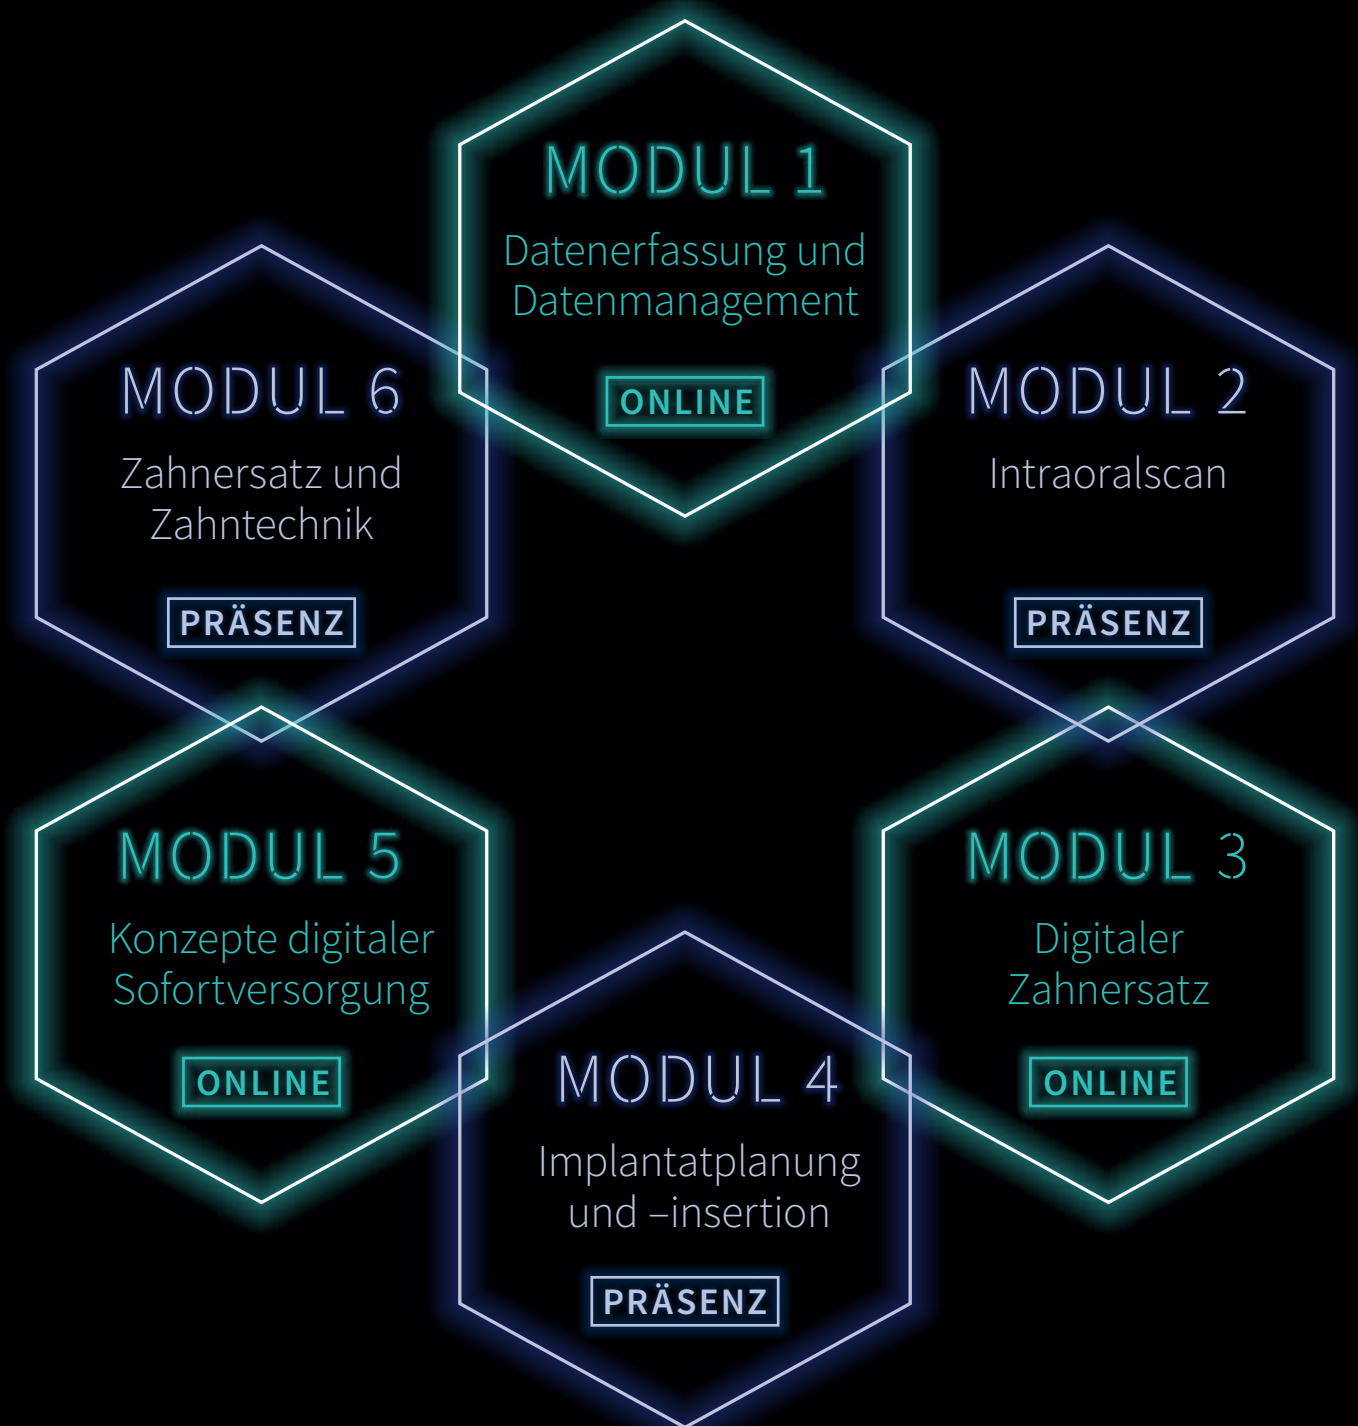 MODUL 1
Datenerfassung und
Datenmanagement
ONLINE
MODUL 2
Intraoralscan
PRÄSENZ
MODUL 3
Digitaler
Zahnersatz
ONLINE
MODUL 4
Implantatplanung
und –insertion
PRÄSENZ
MODUL 5
Konzepte digitaler
Sofortversorgung
ONLINE
MODUL 6
Zahnersatz und
Zahntechnik
PRÄSENZ